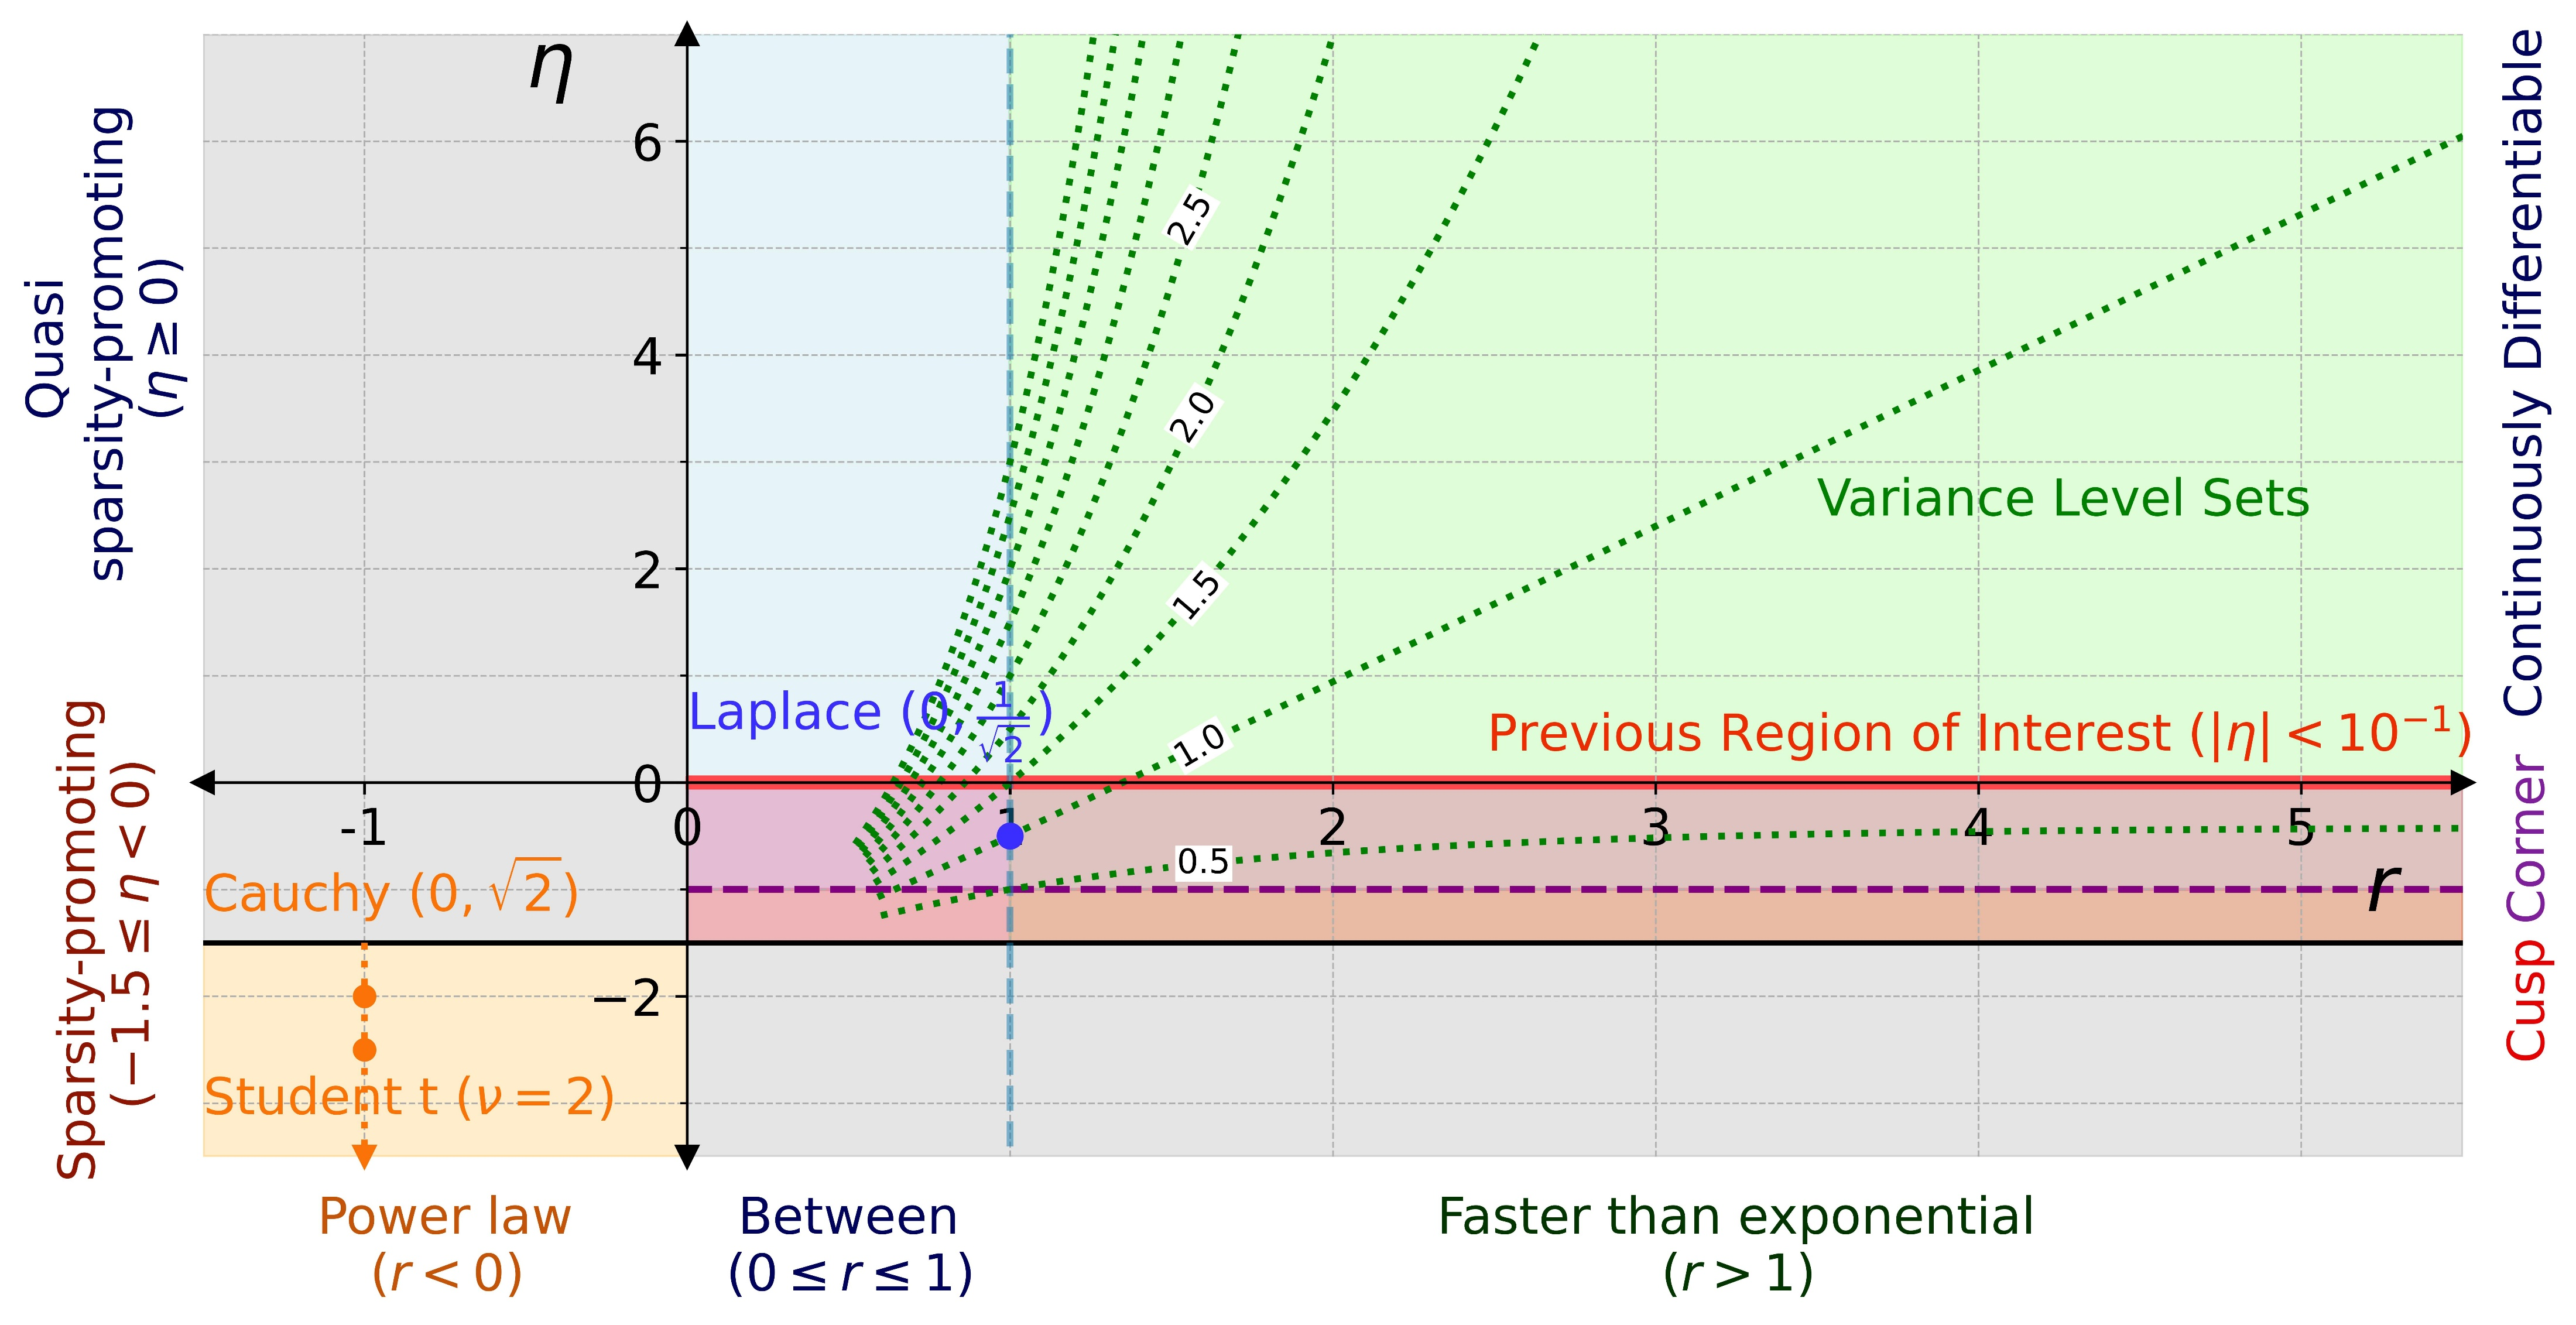 η
6
4
2
0
−2
-1
0
1
2
3
4
5
r
2.5
2.0
1.5
1.0
0.5
Variance Level Sets
Laplace (0, 1/√2)
Previous Region of Interest (|η| < 10⁻¹)
Cauchy (0, √2)
Student t (ν = 2)
Quasi
sparsity-promoting
(η ≥ 0)
Sparsity-promoting
(−1.5 ≤ η < 0)
Continuously Differentiable
Corner
Cusp
Power law
(r < 0)
Between
(0 ≤ r ≤ 1)
Faster than exponential
(r > 1)